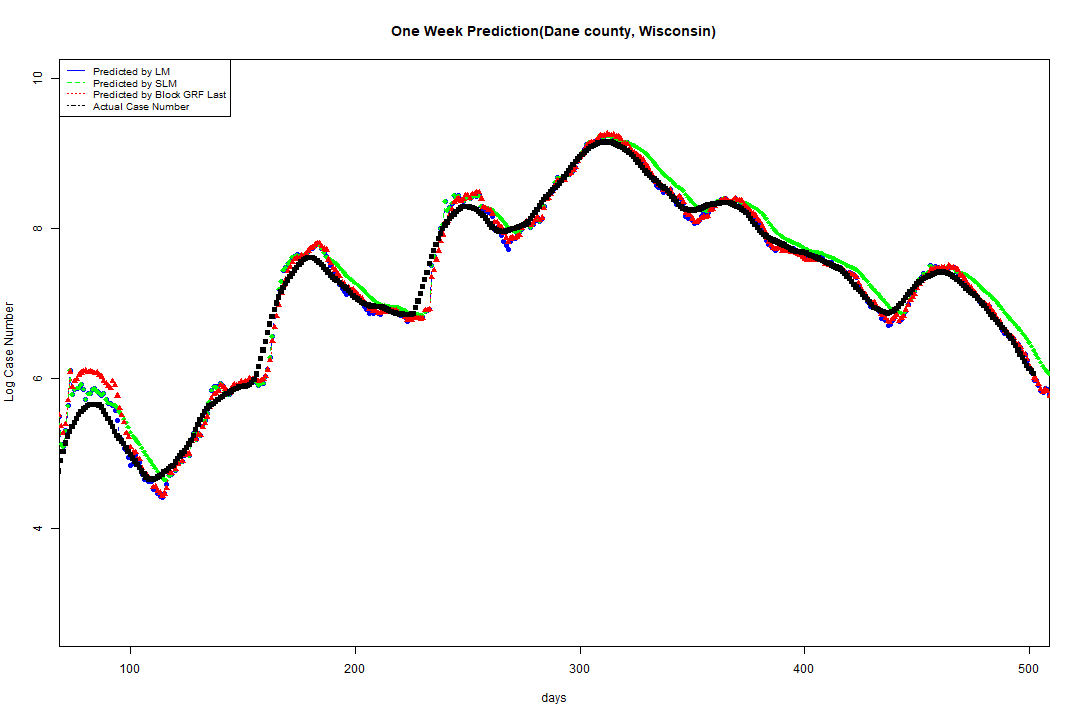 One Week Prediction(Dane county, Wisconsin)
Predicted by LM
Predicted by SLM
Predicted by Block GRF Last
Actual Case Number
10
8
6
4
Log Case Number
100 200 300 400 500
days